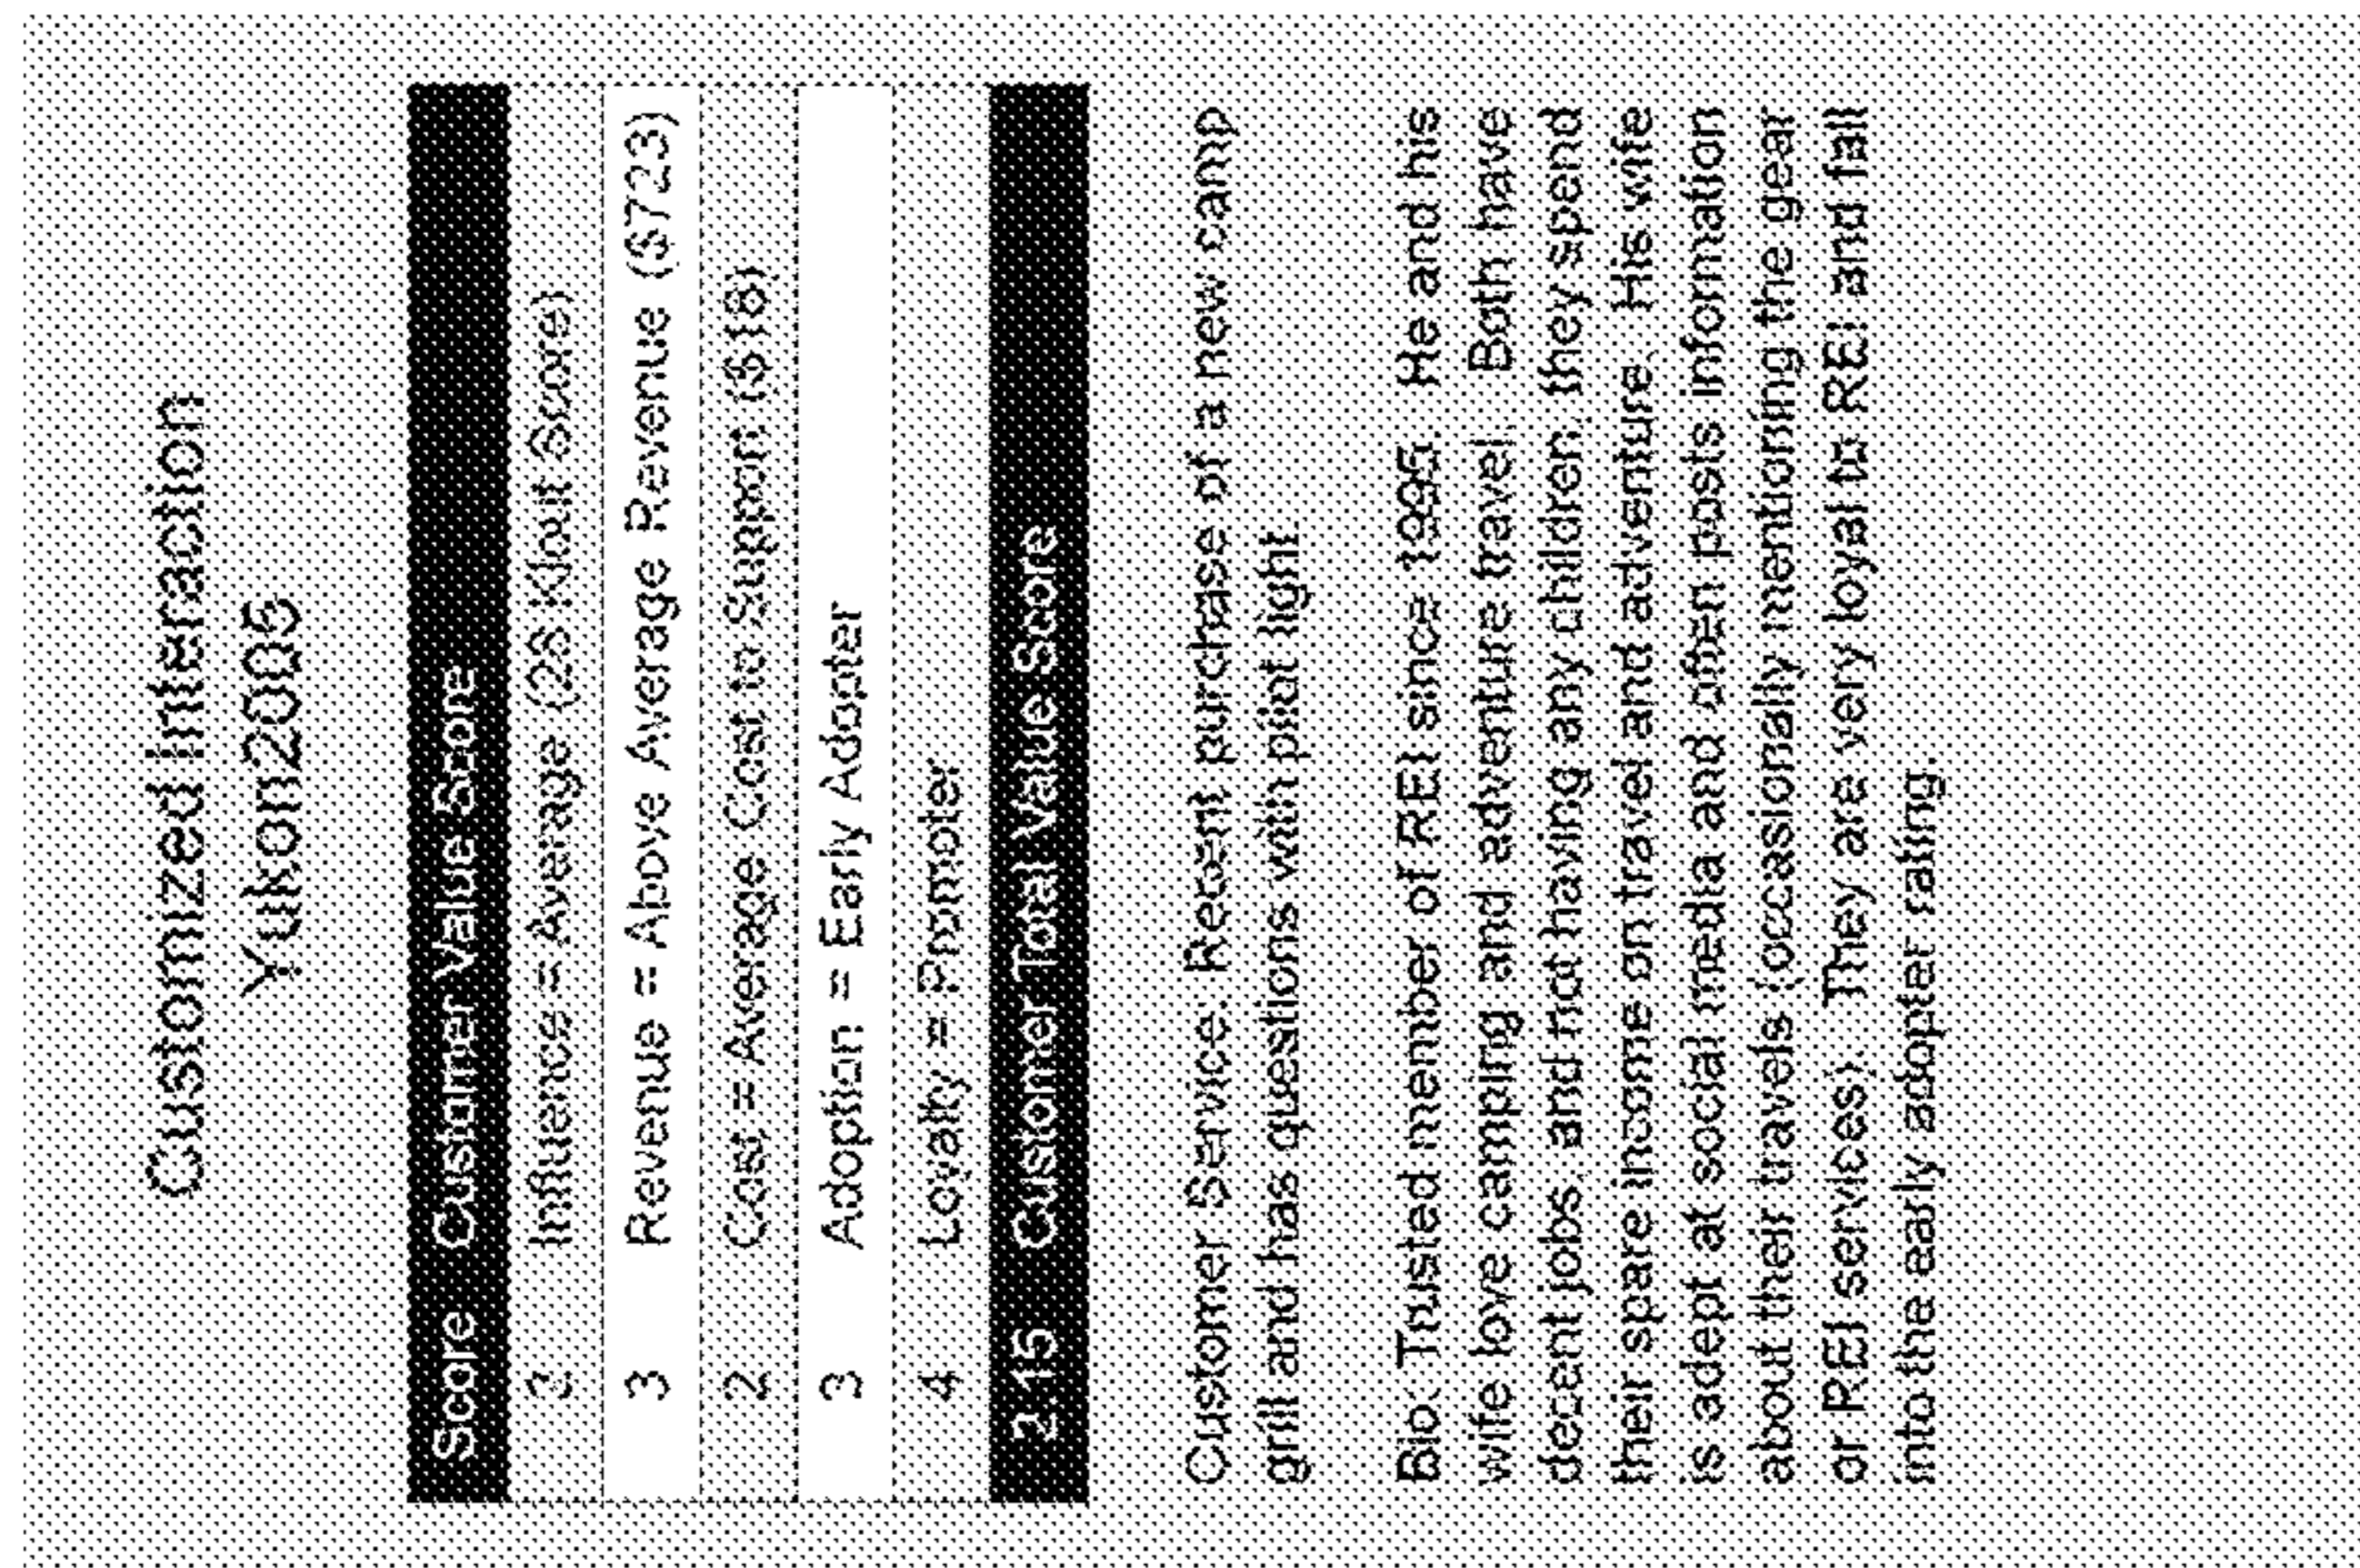 Customized Interaction
Yukon2005
Score Customer Value Score
2 Influence = Average (23 Klout Score)
3 Revenue = Above Average Revenue ($723)
2 Cost = Average Cost to Support ($18)
3 Adoption = Early Adopter
4 Loyalty = Promoter
2.45 Customer Total Value Score
Customer Service: Recent purchase of a new camp
grill and has questions with pilot light.
Bio: Trusted member of REI since 1995. He and his
wife love camping and adventure travel. Both have
decent jobs, and not having any children, they spend
their spare income on travel and adventure. His wife
is adept at social media and often posts information
about their travels (occasionally mentioning the gear
or REI services). They are very loyal to REI and fall
into the early adopter rating.